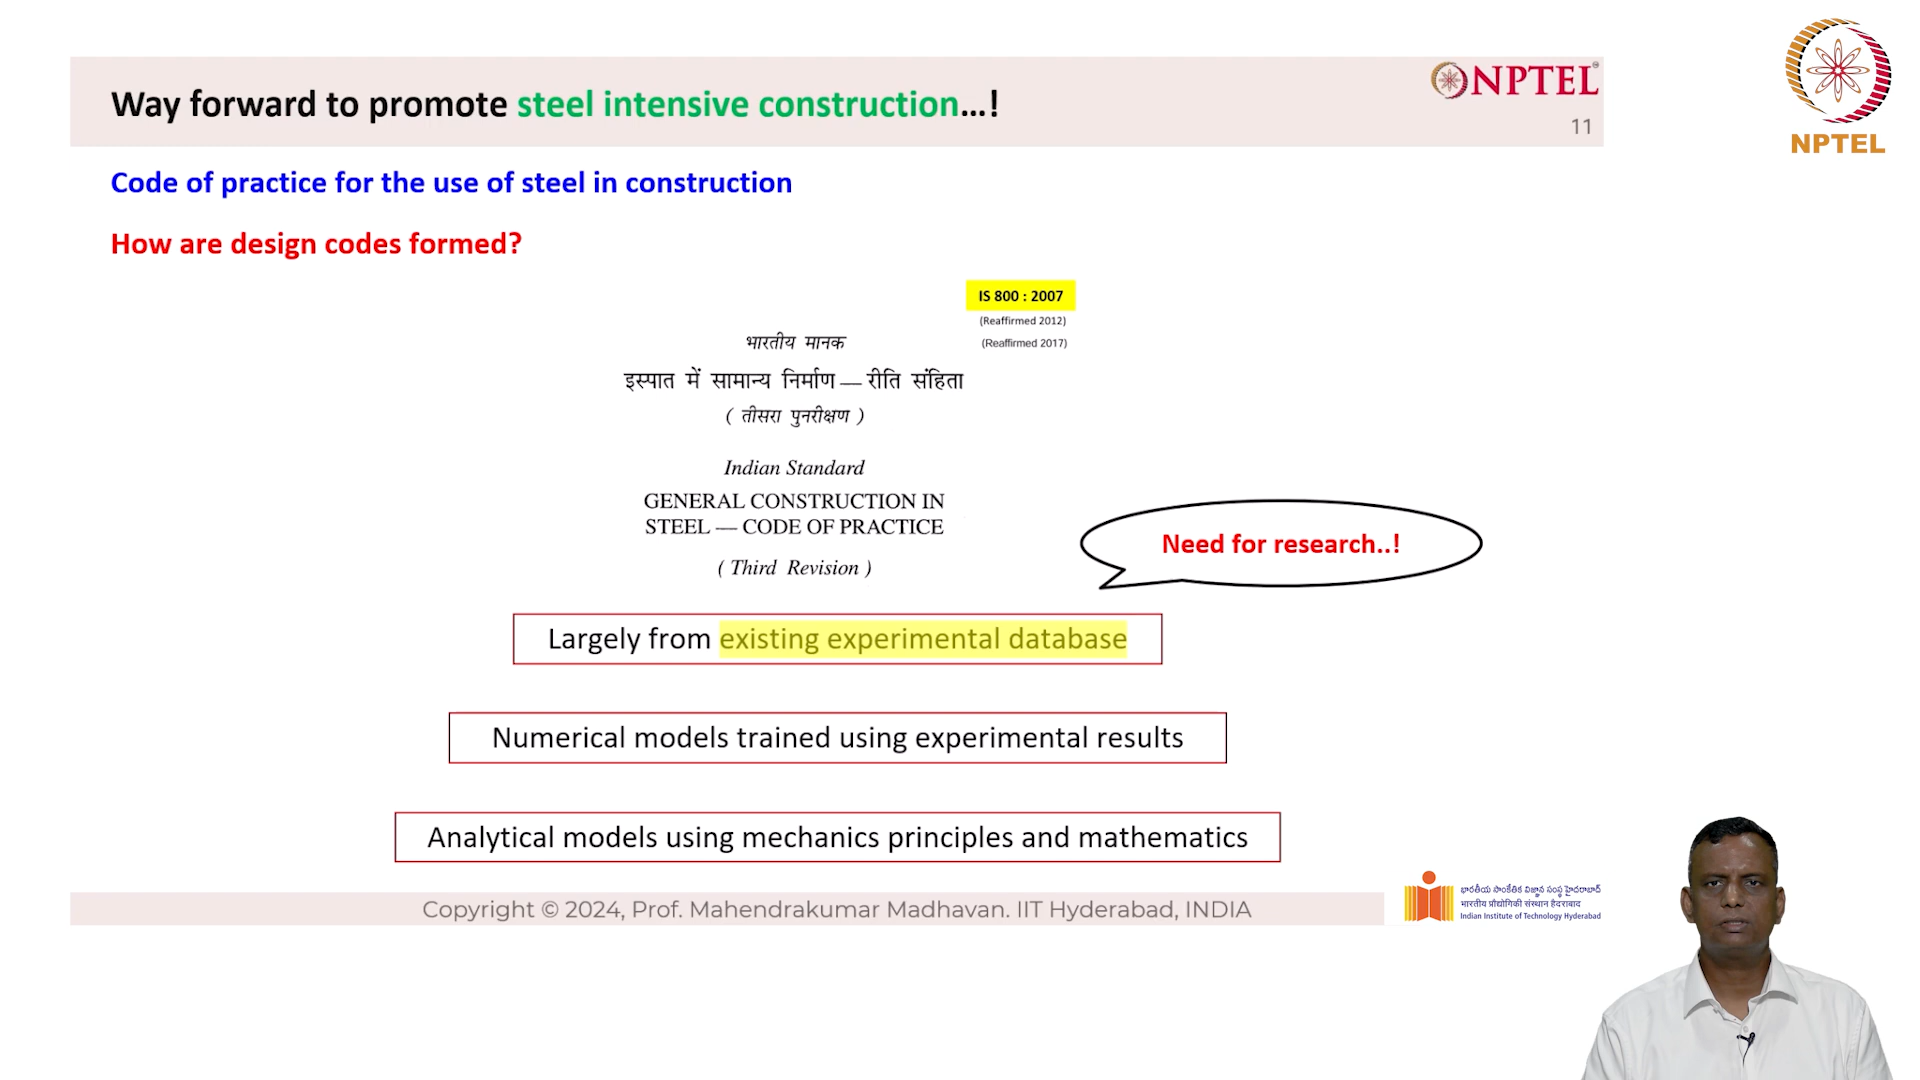 Way forward to promote steel intensive construction…!
NPTEL
11
NPTEL
Code of practice for the use of steel in construction
How are design codes formed?
IS 800 : 2007
(Reaffirmed 2012)
(Reaffirmed 2017)
भारतीय मानक
इस्पात में सामान्य निर्माण — रीति संहिता
( तीसरा पुनरीक्षण )
Indian Standard
GENERAL CONSTRUCTION IN
STEEL — CODE OF PRACTICE
( Third Revision )
Need for research..!
Largely from existing experimental database
Numerical models trained using experimental results
Analytical models using mechanics principles and mathematics
Copyright © 2024, Prof. Mahendrakumar Madhavan. IIT Hyderabad, INDIA
భారతీయ సాంకేతిక విజ్ఞాన సంస్థ హైదరాబాద్
भारतीय प्रौद्योगिकी संस्थान हैदराबाद
Indian Institute of Technology Hyderabad